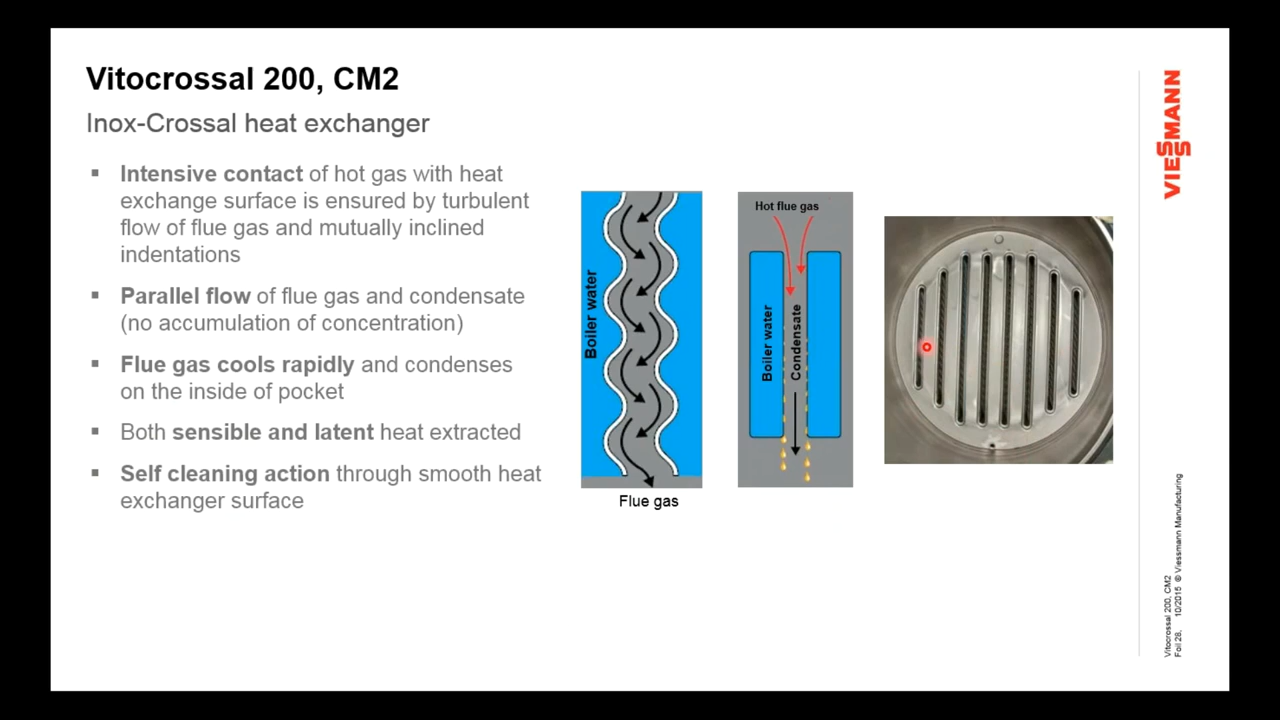 Vitocrossal 200, CM2
Inox-Crossal heat exchanger
▪ Intensive contact of hot gas with heat
exchange surface is ensured by turbulent
flow of flue gas and mutually inclined
indentations
▪ Parallel flow of flue gas and condensate
(no accumulation of concentration)
▪ Flue gas cools rapidly and condenses
on the inside of pocket
▪ Both sensible and latent heat extracted
▪ Self cleaning action through smooth heat
exchanger surface
Boiler water
Flue gas
Hot flue gas
Boiler water
Condensate
VIESSMANN
Vitocrossal 200, CM2
Foil 28, 10/2015 © Viessmann Manufacturing